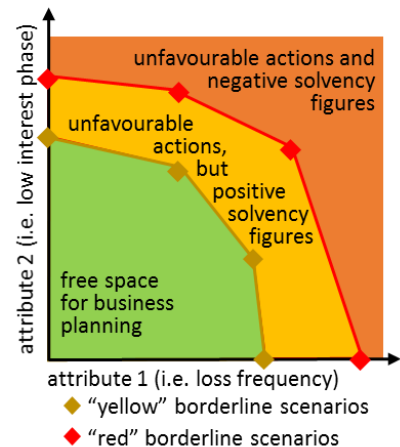 unfavourable actions and
negative solvency
figures
unfavourable
actions,
but
positive
solvency
figures
free space
for business
planning
attribute 2 (i.e. low interest phase)
attribute 1 (i.e. loss frequency)
“yellow” borderline scenarios
“red” borderline scenarios